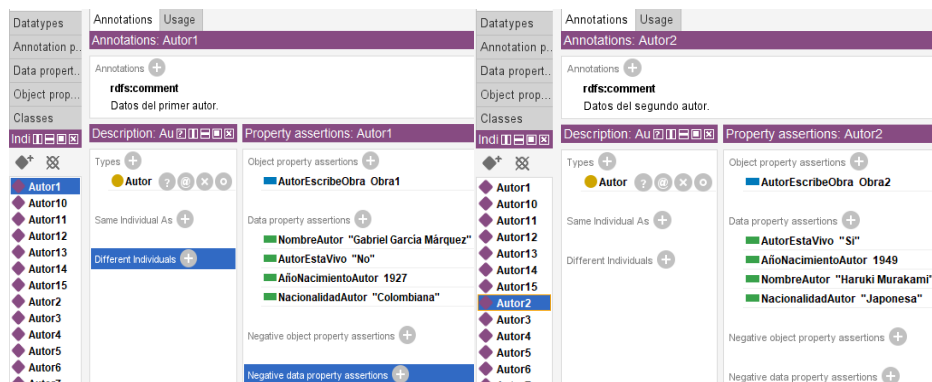 Datatypes
Annotation p..
Data propert..
Object prop...
Classes
Indi
Autor1
Autor10
Autor11
Autor12
Autor13
Autor14
Autor15
Autor2
Autor3
Autor4
Autor5
Autor6
Annotations Usage
Annotations: Autor1
Annotations
rdfs:comment
Datos del primer autor.
Description: Au
Types
Autor
Same Individual As
Different Individuals
Property assertions: Autor1
Object property assertions
AutorEscribeObra Obra1
Data property assertions
NombreAutor "Gabriel García Márquez"
AutorEstaVivo "No"
AñoNacimientoAutor 1927
NacionalidadAutor "Colombiana"
Negative object property assertions
Negative data property assertions
Datatypes
Annotation p..
Data propert..
Object prop...
Classes
Indi
Autor1
Autor10
Autor11
Autor12
Autor13
Autor14
Autor15
Autor2
Autor3
Autor4
Autor5
Autor6
Annotations Usage
Annotations: Autor2
Annotations
rdfs:comment
Datos del segundo autor.
Description: Au
Types
Autor
Same Individual As
Different Individuals
Property assertions: Autor2
Object property assertions
AutorEscribeObra Obra2
Data property assertions
AutorEstaVivo "Sí"
AñoNacimientoAutor 1949
NombreAutor "Haruki Murakami"
NacionalidadAutor "Japonesa"
Negative object property assertions
Negative data property assertions